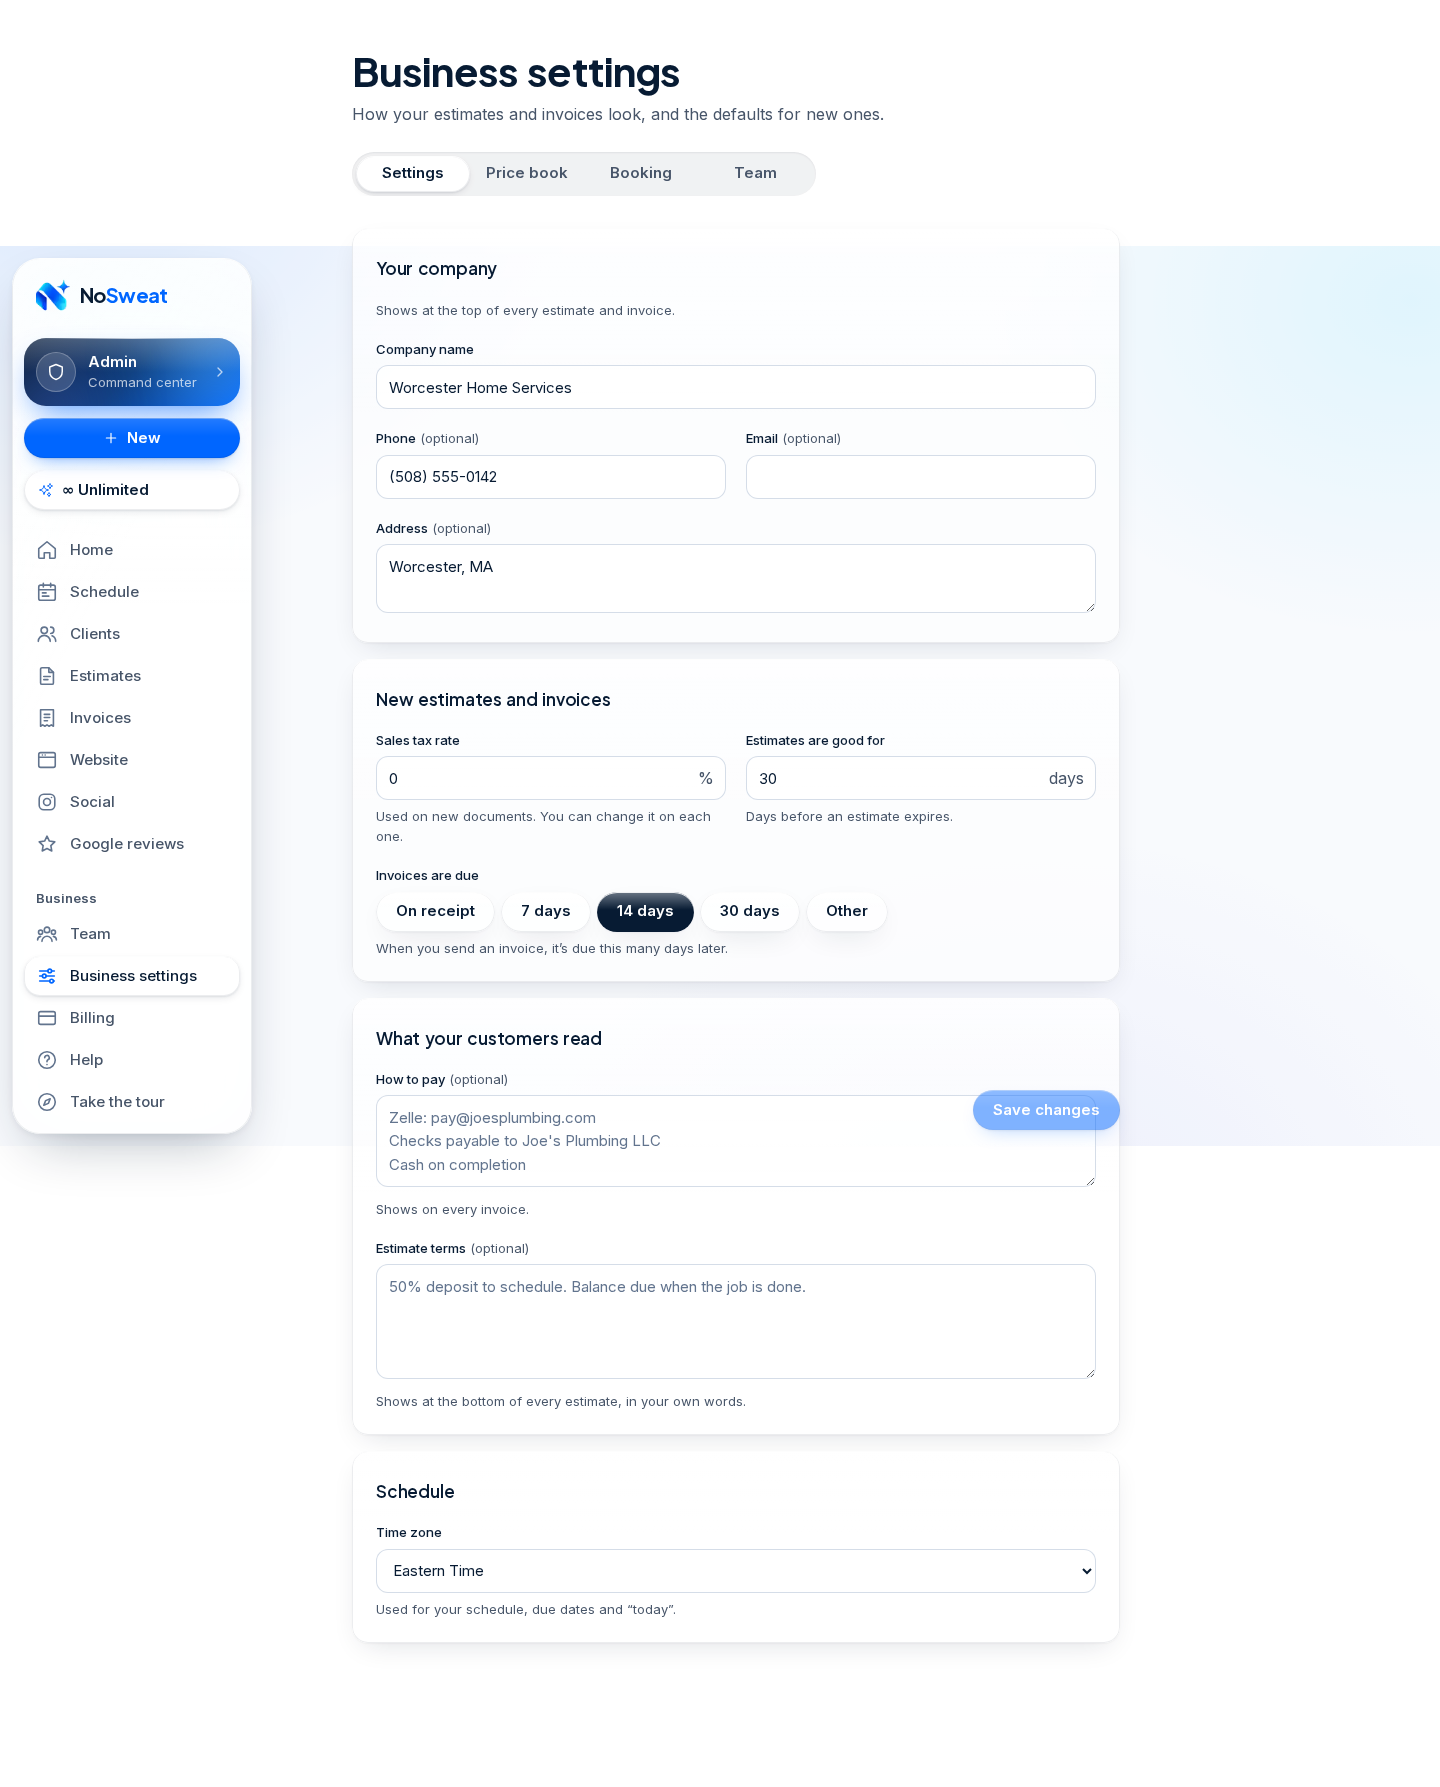 Business settings
How your estimates and invoices look, and the defaults for new ones.
Settings
Price book
Booking
Team
NoSweat
Admin
Command center
New
∞ Unlimited
Home
Schedule
Clients
Estimates
Invoices
Website
Social
Google reviews
Business
Team
Business settings
Billing
Help
Take the tour
Your company
Shows at the top of every estimate and invoice.
Company name
Worcester Home Services
Phone (optional)
Email (optional)
(508) 555-0142
Address (optional)
Worcester, MA
New estimates and invoices
Sales tax rate
Estimates are good for
0 %
30 days
Used on new documents. You can change it on each
one.
Days before an estimate expires.
Invoices are due
On receipt
7 days
14 days
30 days
Other
When you send an invoice, it’s due this many days later.
What your customers read
How to pay (optional)
Save changes
Zelle: pay@joesplumbing.com
Checks payable to Joe's Plumbing LLC
Cash on completion
Shows on every invoice.
Estimate terms (optional)
50% deposit to schedule. Balance due when the job is done.
Shows at the bottom of every estimate, in your own words.
Schedule
Time zone
Eastern Time
Used for your schedule, due dates and “today”.